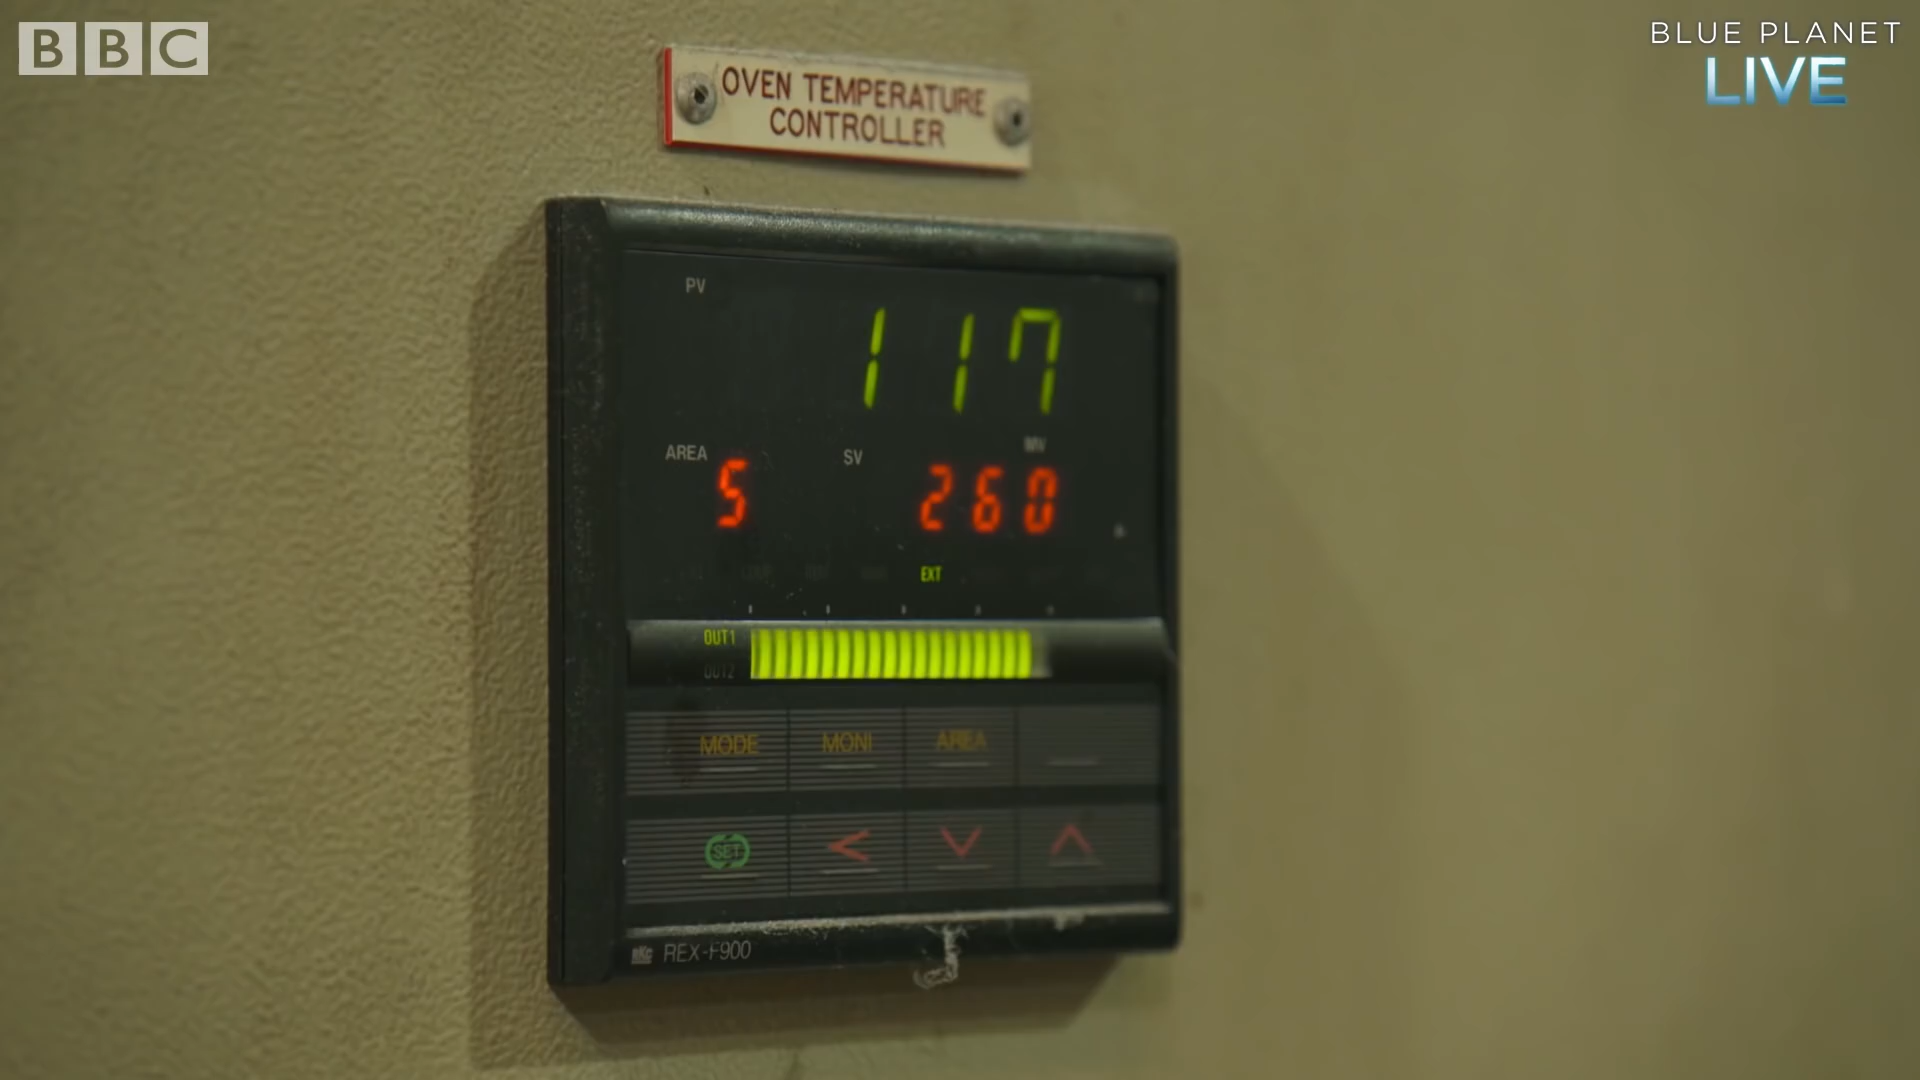 BBC
BLUE PLANET
LIVE
OVEN TEMPERATURE
CONTROLLER
PV
117
AREA
SV
MV
5
260
EXT
OUT1
OUT2
MODE MONI AREA
SET < ∨ ∧
RKC REX-F900